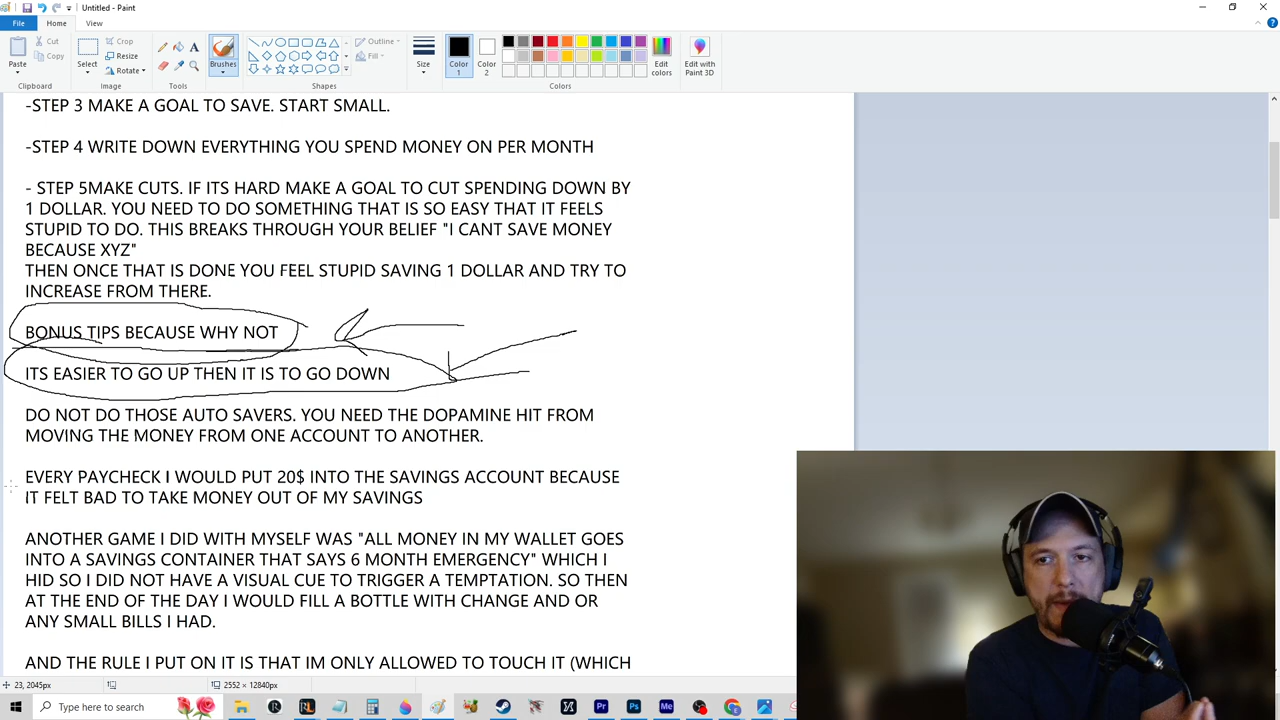 Untitled - Paint
File
Home
View
Paste
Cut
Copy
Clipboard
Select
Crop
Resize
Rotate
Image
Tools
Brushes
Outline
Fill
Shapes
Size
Color
1
Color
2
Edit
colors
Colors
Edit with
Paint 3D
-STEP 3 MAKE A GOAL TO SAVE. START SMALL.
-STEP 4 WRITE DOWN EVERYTHING YOU SPEND MONEY ON PER MONTH
- STEP 5MAKE CUTS. IF ITS HARD MAKE A GOAL TO CUT SPENDING DOWN BY
1 DOLLAR. YOU NEED TO DO SOMETHING THAT IS SO EASY THAT IT FEELS
STUPID TO DO. THIS BREAKS THROUGH YOUR BELIEF "I CANT SAVE MONEY
BECAUSE XYZ"
THEN ONCE THAT IS DONE YOU FEEL STUPID SAVING 1 DOLLAR AND TRY TO
INCREASE FROM THERE.
BONUS TIPS BECAUSE WHY NOT
ITS EASIER TO GO UP THEN IT IS TO GO DOWN
DO NOT DO THOSE AUTO SAVERS. YOU NEED THE DOPAMINE HIT FROM
MOVING THE MONEY FROM ONE ACCOUNT TO ANOTHER.
EVERY PAYCHECK I WOULD PUT 20$ INTO THE SAVINGS ACCOUNT BECAUSE
IT FELT BAD TO TAKE MONEY OUT OF MY SAVINGS
ANOTHER GAME I DID WITH MYSELF WAS "ALL MONEY IN MY WALLET GOES
INTO A SAVINGS CONTAINER THAT SAYS 6 MONTH EMERGENCY" WHICH I
HID SO I DID NOT HAVE A VISUAL CUE TO TRIGGER A TEMPTATION. SO THEN
AT THE END OF THE DAY I WOULD FILL A BOTTLE WITH CHANGE AND OR
ANY SMALL BILLS I HAD.
AND THE RULE I PUT ON IT IS THAT IM ONLY ALLOWED TO TOUCH IT (WHICH
23, 2045px
2552 × 12840px
Type here to search